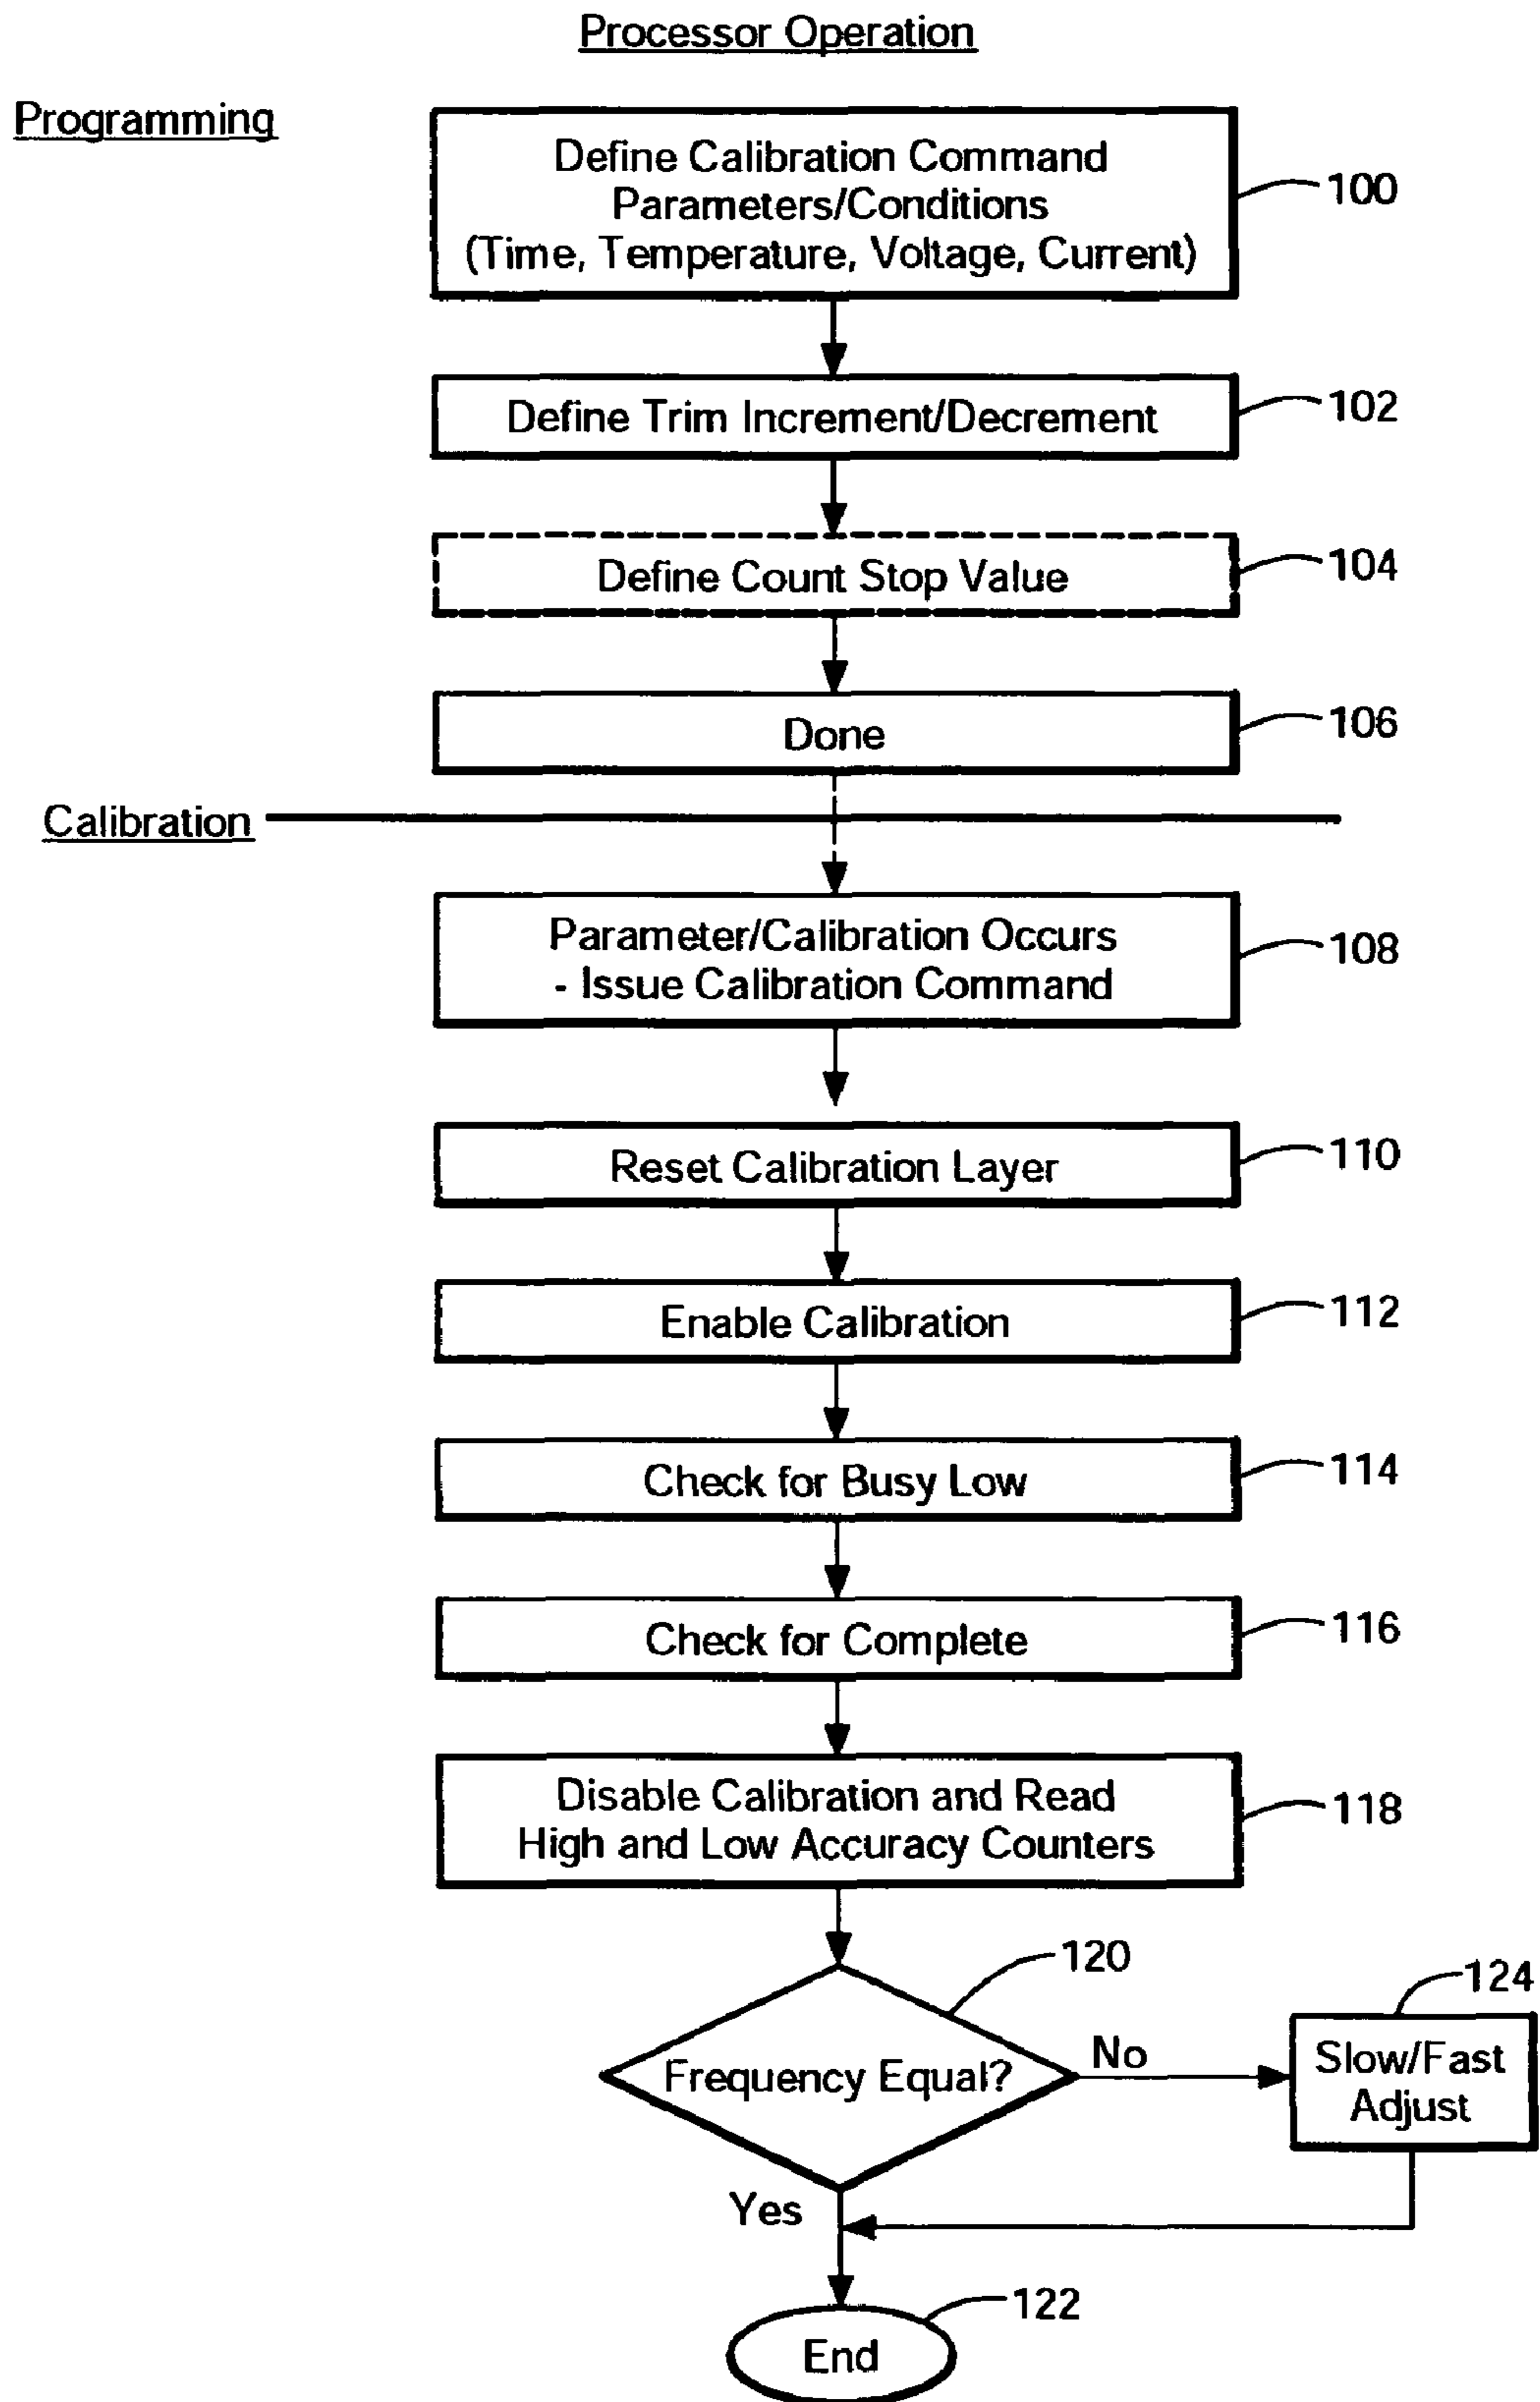 Processor Operation
Programming
Define Calibration Command
Parameters/Conditions
(Time, Temperature, Voltage, Current)
100
Define Trim Increment/Decrement
102
Define Count Stop Value
104
Done
106
Calibration
Parameter/Calibration Occurs
- Issue Calibration Command
108
Reset Calibration Layer
110
Enable Calibration
112
Check for Busy Low
114
Check for Complete
116
Disable Calibration and Read
High and Low Accuracy Counters
118
120
Frequency Equal?
No
124
Slow/Fast
Adjust
Yes
122
End